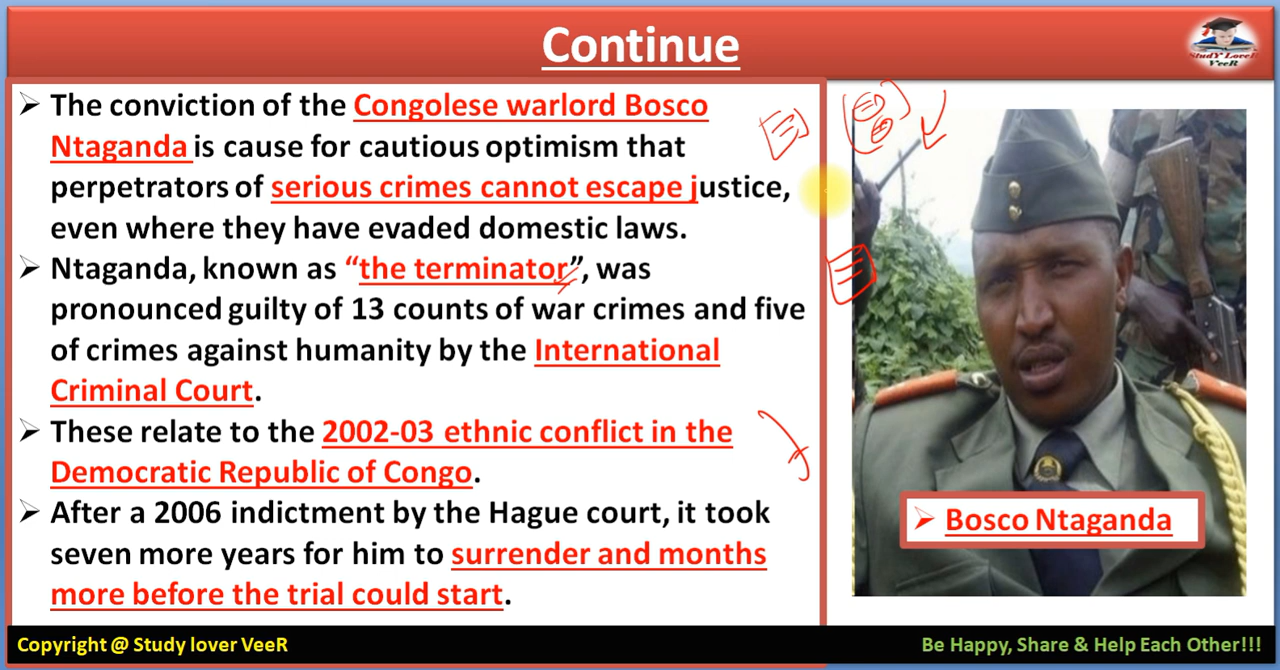 Continue
StudY LoveR
VeeR
➢ The conviction of the Congolese warlord Bosco
Ntaganda is cause for cautious optimism that
perpetrators of serious crimes cannot escape justice,
even where they have evaded domestic laws.
➢ Ntaganda, known as “the terminator”, was
pronounced guilty of 13 counts of war crimes and five
of crimes against humanity by the International
Criminal Court.
➢ These relate to the 2002-03 ethnic conflict in the
Democratic Republic of Congo.
➢ After a 2006 indictment by the Hague court, it took
seven more years for him to surrender and months
more before the trial could start.
➢ Bosco Ntaganda
Copyright @ Study lover VeeR
Be Happy, Share & Help Each Other!!!